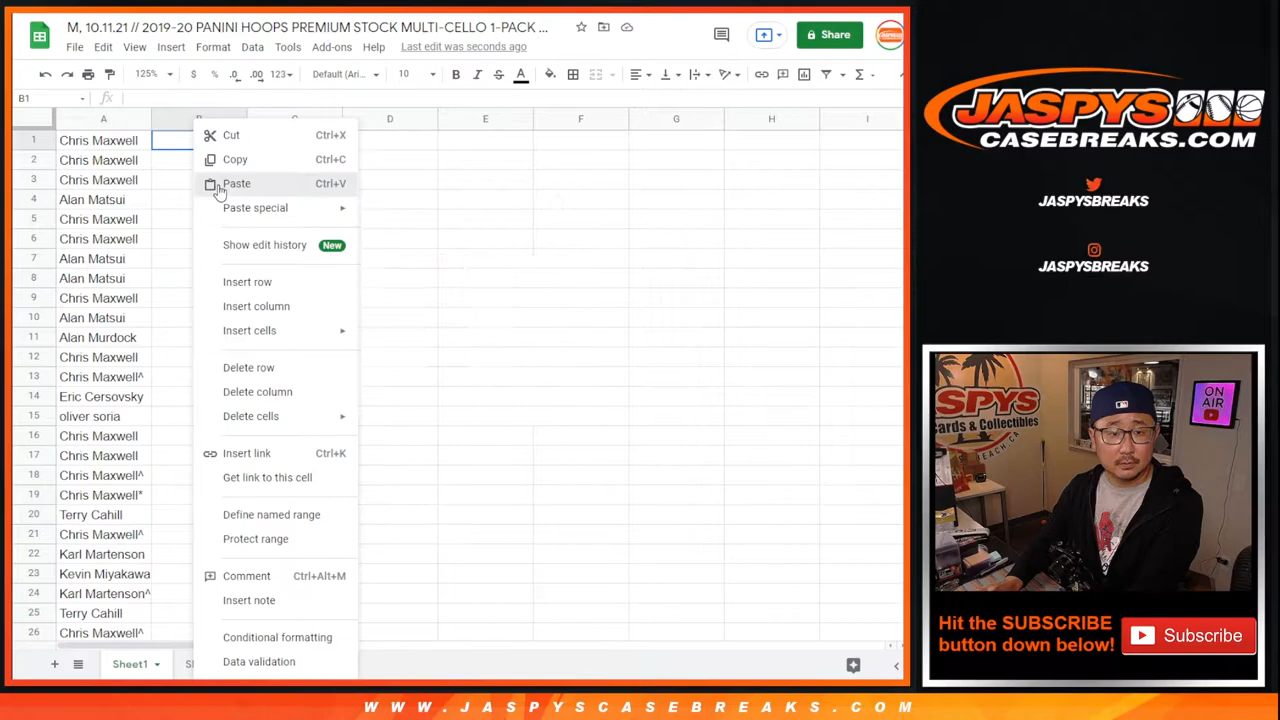 M, 10.11.21 // 2019-20 PANINI HOOPS PREMIUM STOCK MULTI-CELLO 1-PACK ...
File Edit View Insert Format Data Tools Add-ons Help Last edit was seconds ago
Share
125% $ % .0 .00 123 Default (Ari... 10 B I S A
B1 fx
A D E F G H I
1 Chris Maxwell
2 Chris Maxwell
3 Chris Maxwell
4 Alan Matsui
5 Chris Maxwell
6 Chris Maxwell
7 Alan Matsui
8 Alan Matsui
9 Chris Maxwell
10 Alan Matsui
11 Alan Murdock
12 Chris Maxwell
13 Chris Maxwell^
14 Eric Cersovsky
15 oliver soria
16 Chris Maxwell
17 Chris Maxwell
18 Chris Maxwell^
19 Chris Maxwell*
20 Terry Cahill
21 Chris Maxwell^
22 Karl Martenson
23 Kevin Miyakawa
24 Karl Martenson^
25 Terry Cahill
26 Chris Maxwell^
Cut Ctrl+X
Copy Ctrl+C
Paste Ctrl+V
Paste special
Show edit history New
Insert row
Insert column
Insert cells
Delete row
Delete column
Delete cells
Insert link Ctrl+K
Get link to this cell
Define named range
Protect range
Comment Ctrl+Alt+M
Insert note
Conditional formatting
Data validation
Sheet1
JASPYS
CASEBREAKS.COM
JASPYSBREAKS
JASPYSBREAKS
JASPYS
Cards & Collectibles
ON
AIR
Hit the SUBSCRIBE
button down below!
Subscribe
WWW.JASPYSCASEBREAKS.COM